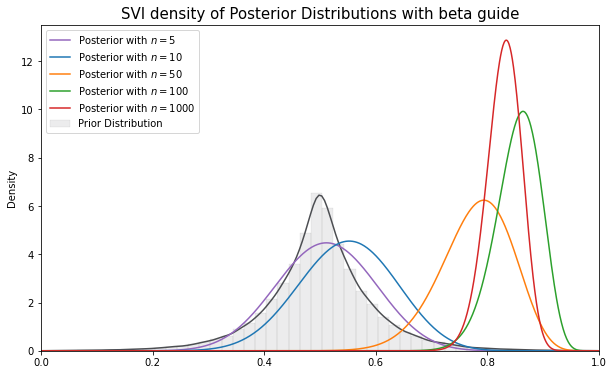 SVI density of Posterior Distributions with beta guide
Posterior with n = 5
Posterior with n = 10
Posterior with n = 50
Posterior with n = 100
Posterior with n = 1000
Prior Distribution
Density
12
10
8
6
4
2
0
0.0 0.2 0.4 0.6 0.8 1.0